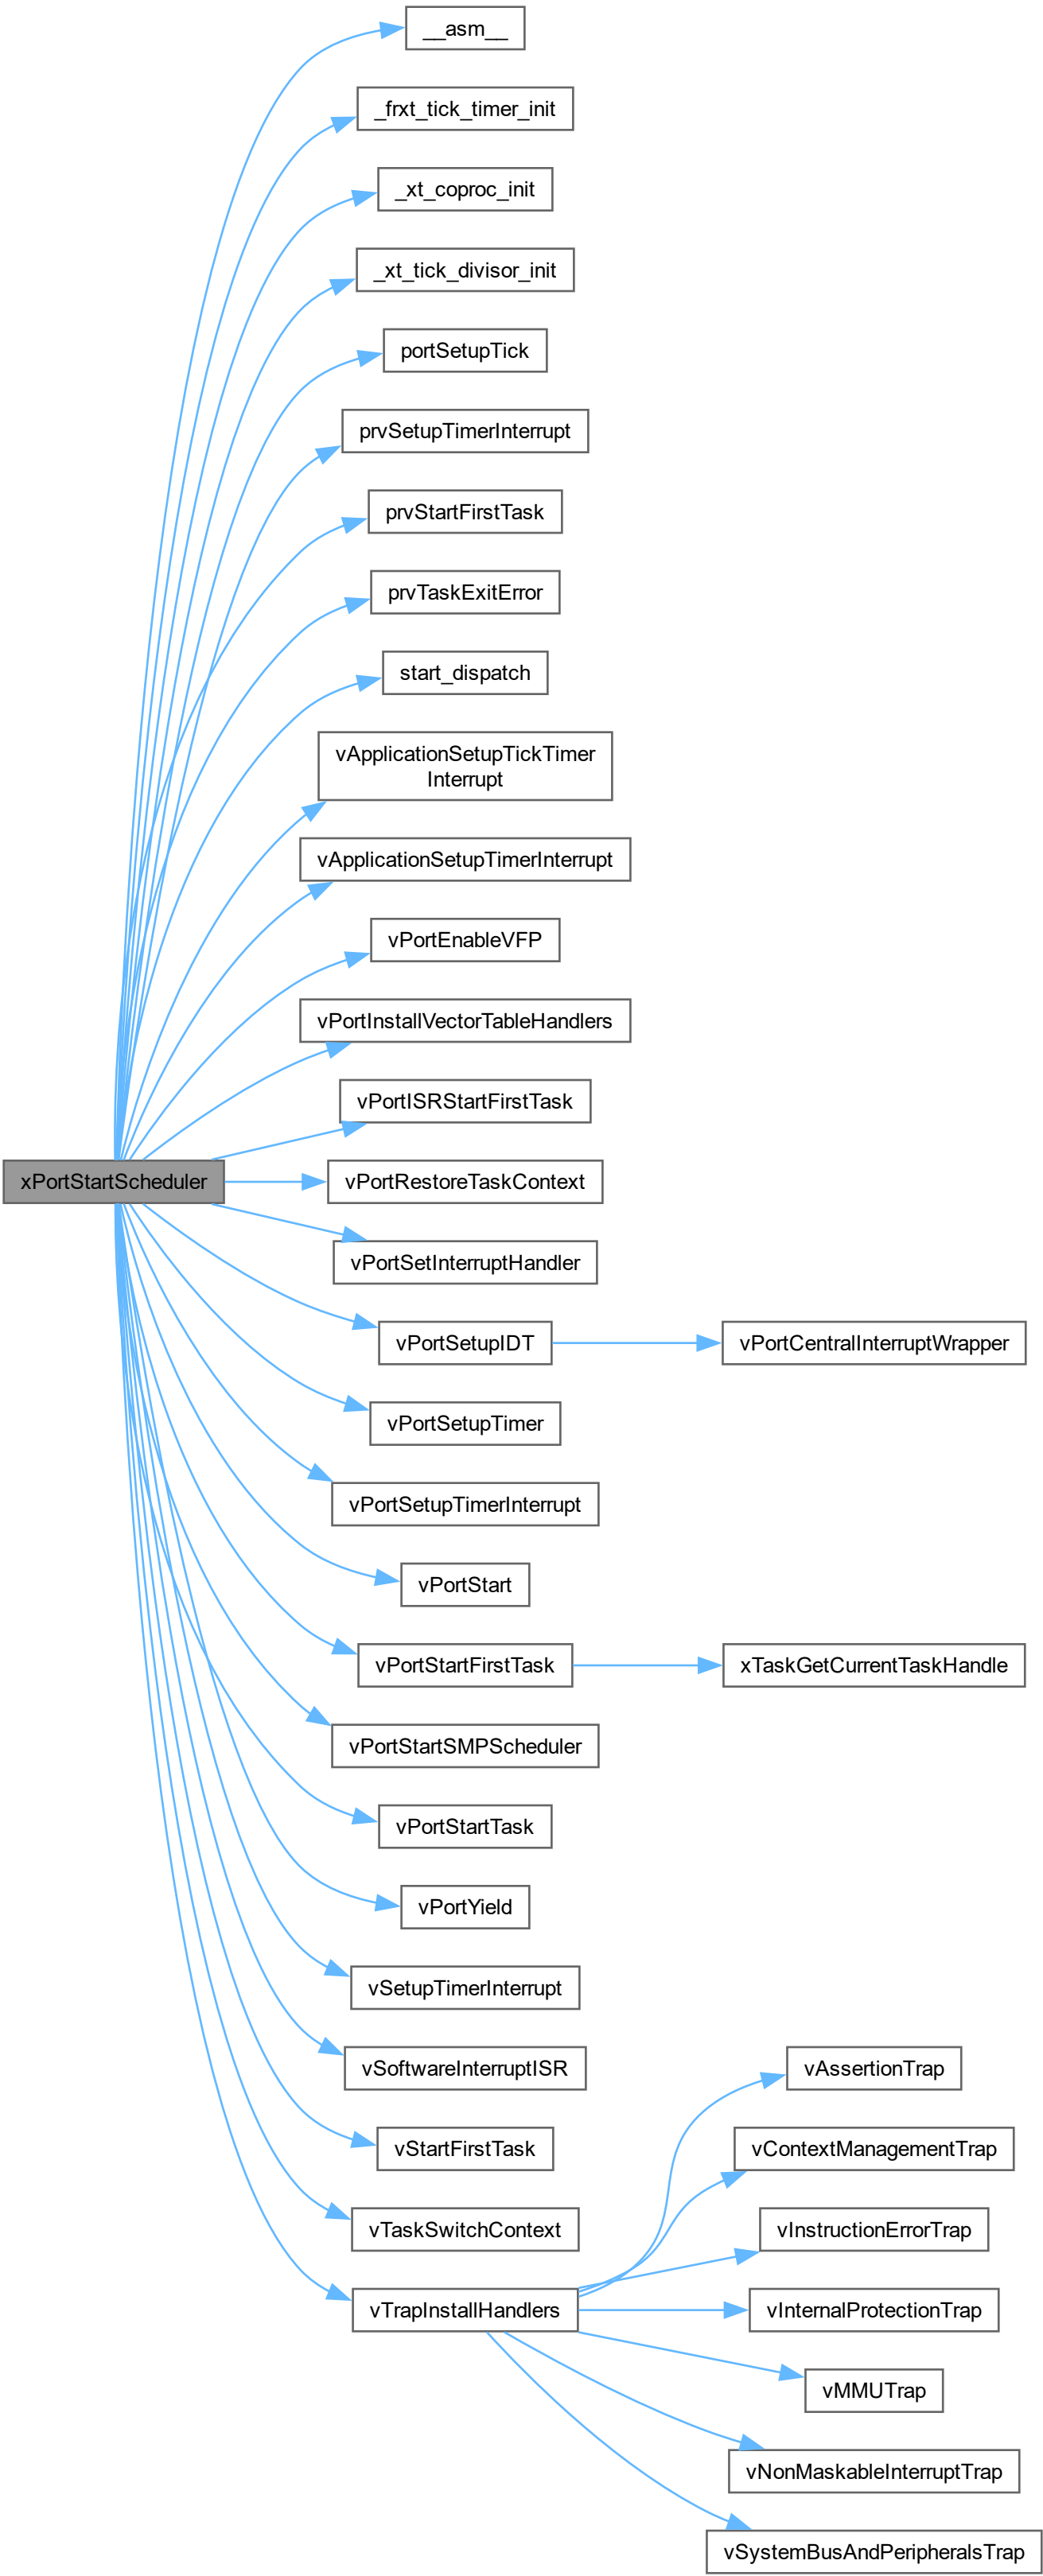 __asm__
_frxt_tick_timer_init
_xt_coproc_init
_xt_tick_divisor_init
portSetupTick
prvSetupTimerInterrupt
prvStartFirstTask
prvTaskExitError
start_dispatch
vApplicationSetupTickTimer
Interrupt
vApplicationSetupTimerInterrupt
vPortEnableVFP
vPortInstallVectorTableHandlers
vPortISRStartFirstTask
xPortStartScheduler
vPortRestoreTaskContext
vPortSetInterruptHandler
vPortSetupIDT
vPortCentralInterruptWrapper
vPortSetupTimer
vPortSetupTimerInterrupt
vPortStart
vPortStartFirstTask
xTaskGetCurrentTaskHandle
vPortStartSMPScheduler
vPortStartTask
vPortYield
vSetupTimerInterrupt
vSoftwareInterruptISR
vStartFirstTask
vTaskSwitchContext
vTrapInstallHandlers
vAssertionTrap
vContextManagementTrap
vInstructionErrorTrap
vInternalProtectionTrap
vMMUTrap
vNonMaskableInterruptTrap
vSystemBusAndPeripheralsTrap